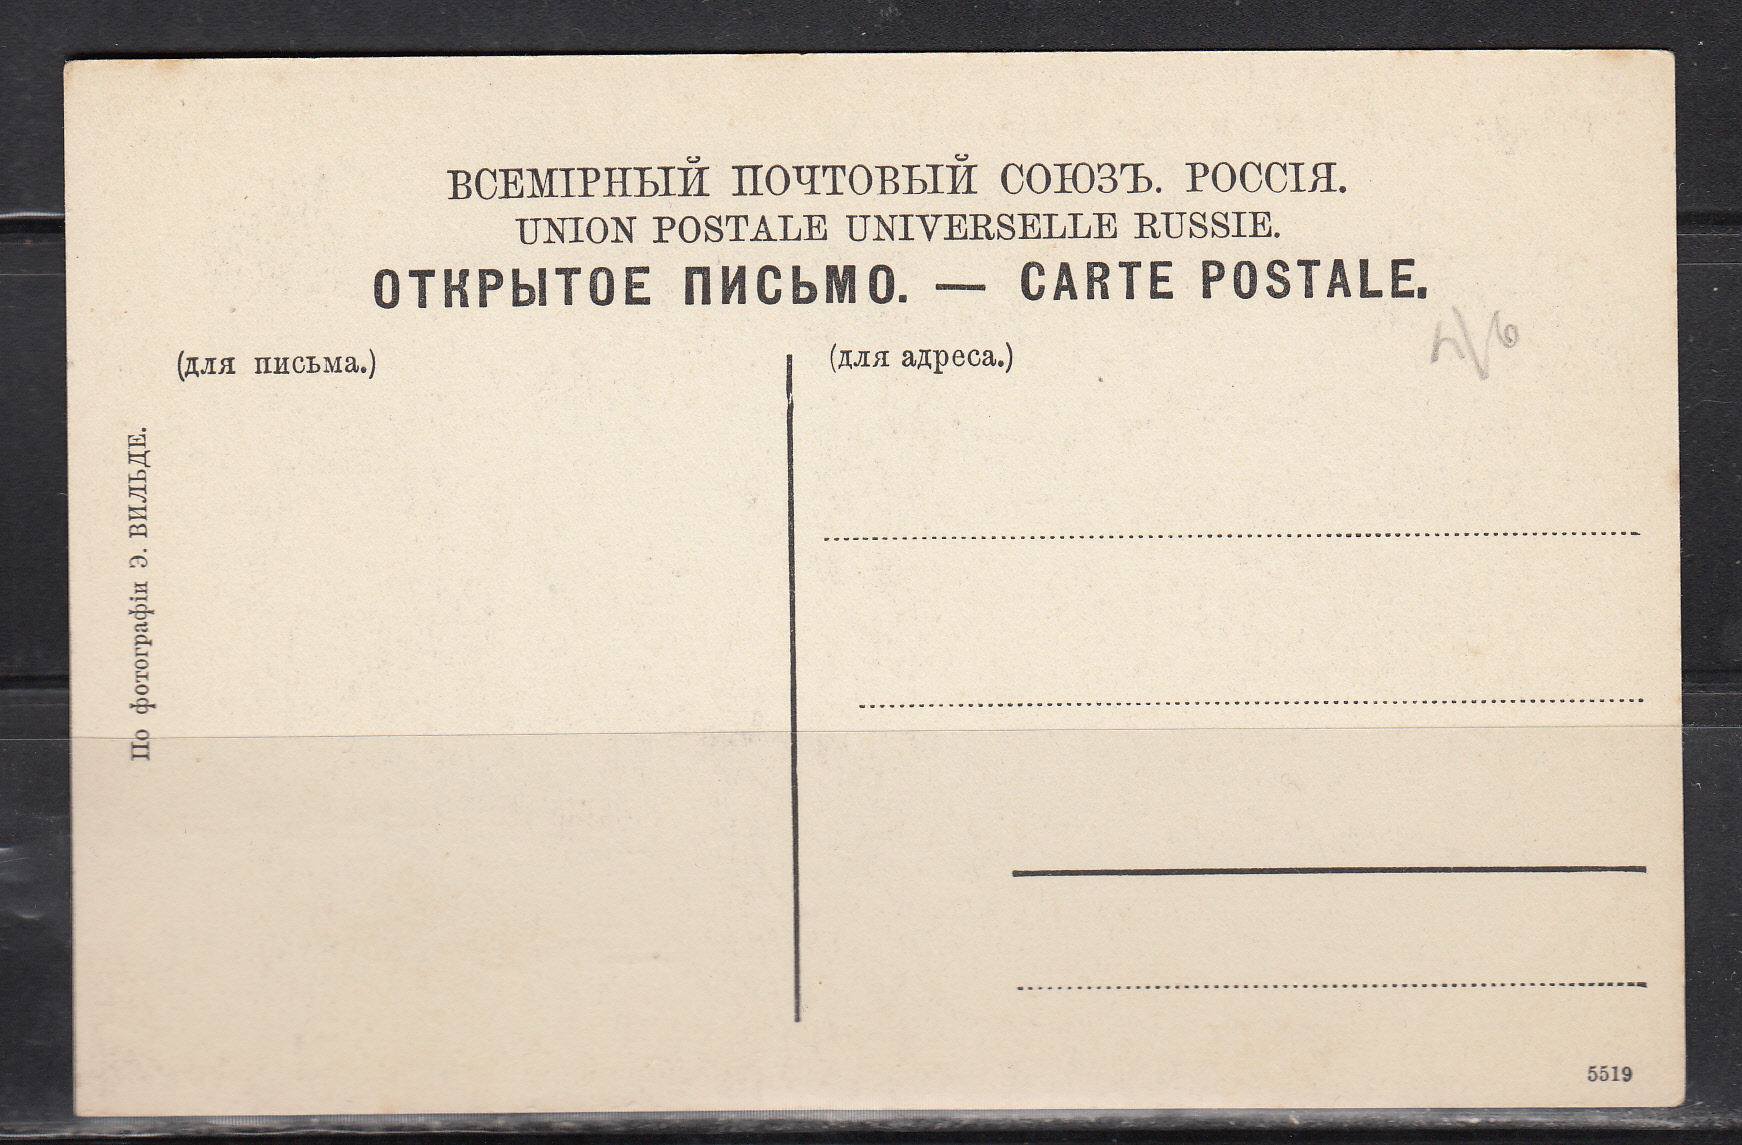 ВСЕМІРНЫЙ ПОЧТОВЫЙ СОЮЗЪ. РОССІЯ.
UNION POSTALE UNIVERSELLE RUSSIE.
ОТКРЫТОЕ ПИСЬМО. — CARTE POSTALE.
(для письма.)
(для адреса.)
По фотографіи Э. ВИЛЬДЕ.
5519